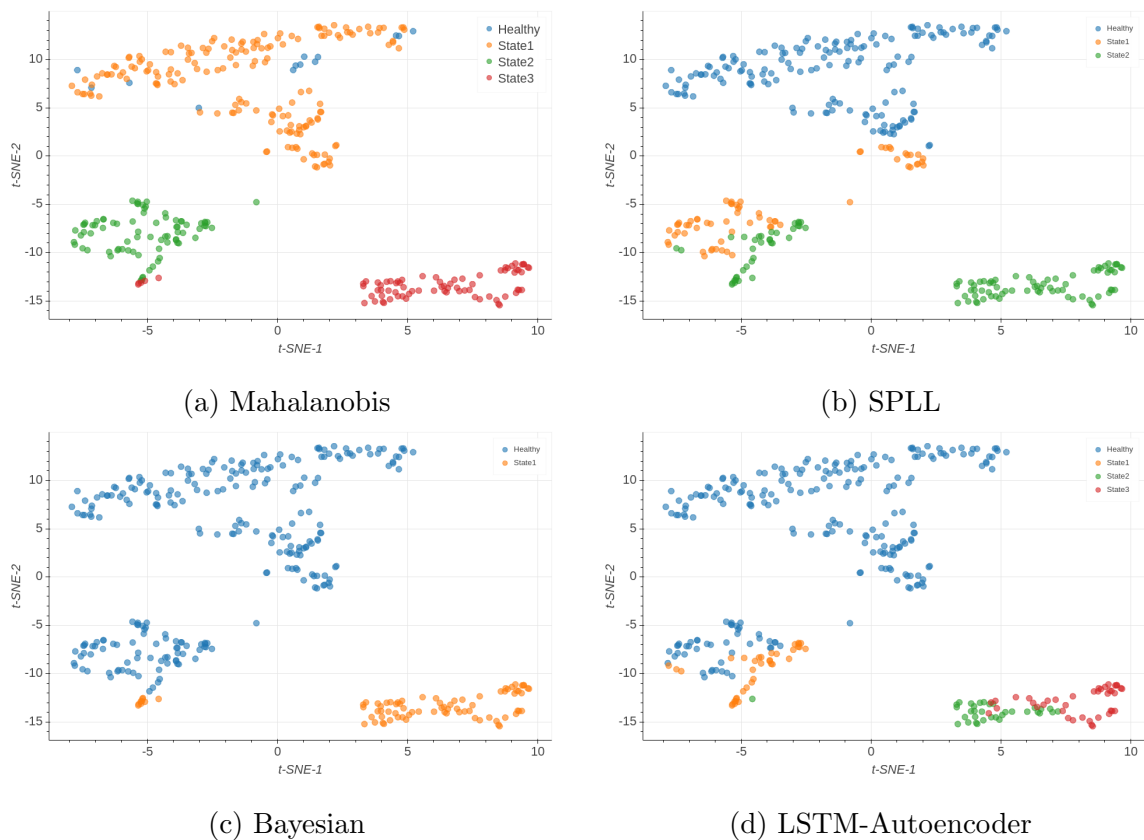 Healthy
State1
State2
State3
10
5
0
-5
-10
-15
t-SNE-2
-5 0 5 10
t-SNE-1
(a) Mahalanobis
Healthy
State1
State2
10
5
0
-5
-10
-15
t-SNE-2
-5 0 5 10
t-SNE-1
(b) SPLL
Healthy
State1
10
5
0
-5
-10
-15
t-SNE-2
-5 0 5 10
t-SNE-1
(c) Bayesian
Healthy
State1
State2
State3
10
5
0
-5
-10
-15
t-SNE-2
-5 0 5 10
t-SNE-1
(d) LSTM-Autoencoder